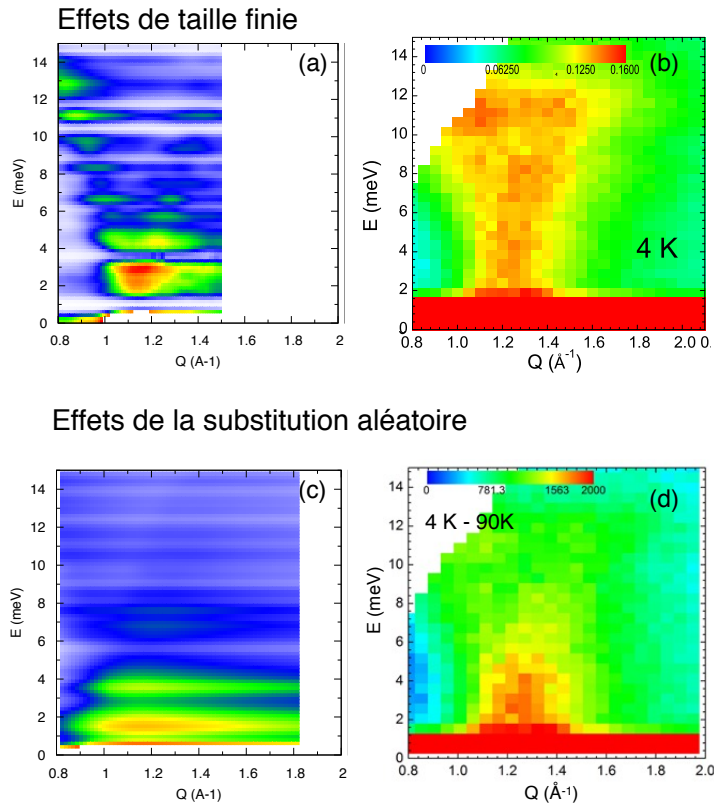 Effets de taille finie
(a)
14
12
10
8
6
4
2
0
E (meV)
0.8 1 1.2 1.4 1.6 1.8 2
Q (A-1)
0 0.06250 0.1250 0.1600
(b)
14
12
10
8
6
4
2
0
E (meV)
4 K
0.8 1.0 1.2 1.4 1.6 1.8 2.0 0.
Q (Å⁻¹)
Effets de la substitution aléatoire
(c)
14
12
10
8
6
4
2
0
E (meV)
0.8 1 1.2 1.4 1.6 1.8 2
Q (A-1)
0 781.3 1563 2000
(d)
4 K - 90K
14
12
10
8
6
4
2
0
E (meV)
0.8 1.0 1.2 1.4 1.6 1.8 2.0
Q (Å⁻¹)